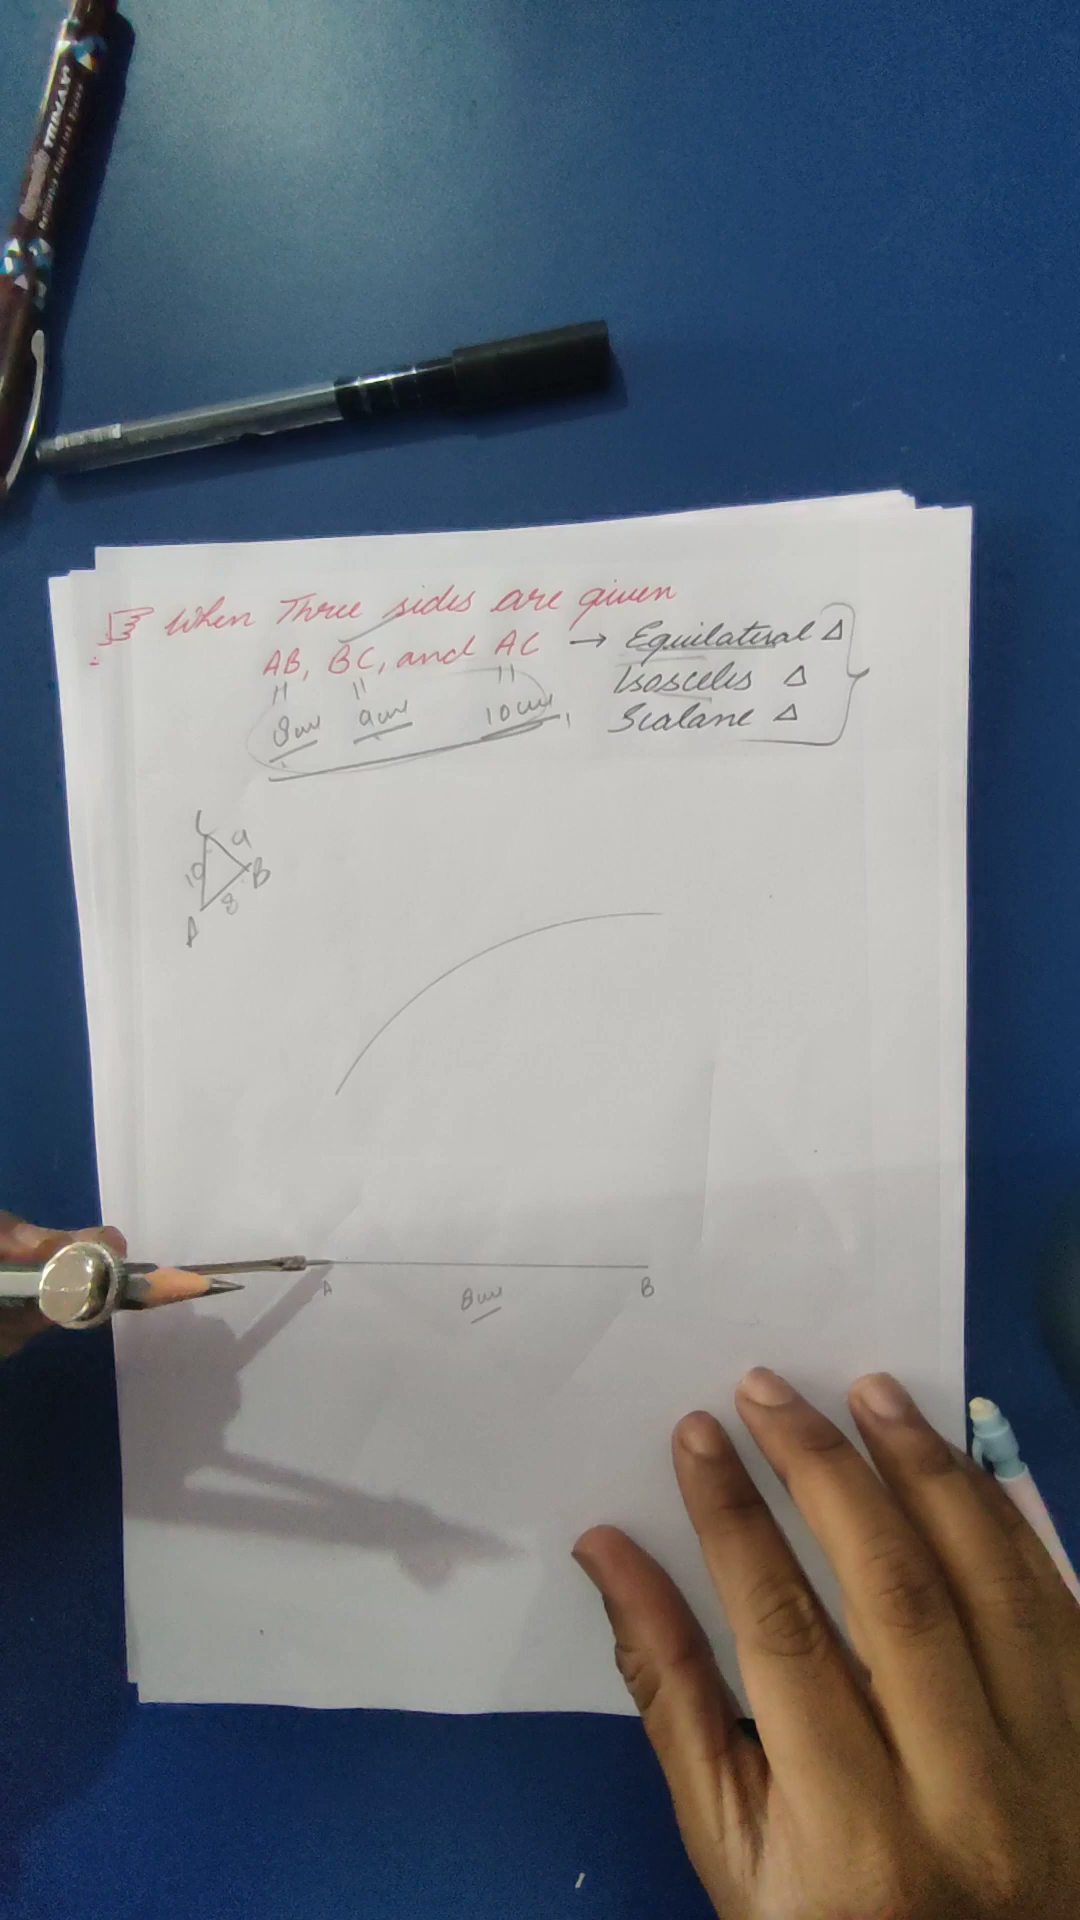 TRIMAX
When Three sides are given
AB, BC, and AC → Equilateral Δ
Isosceles Δ
Scalane Δ
8cm 9cm 10cm
C
9
10
B
8
A
A B
8cm